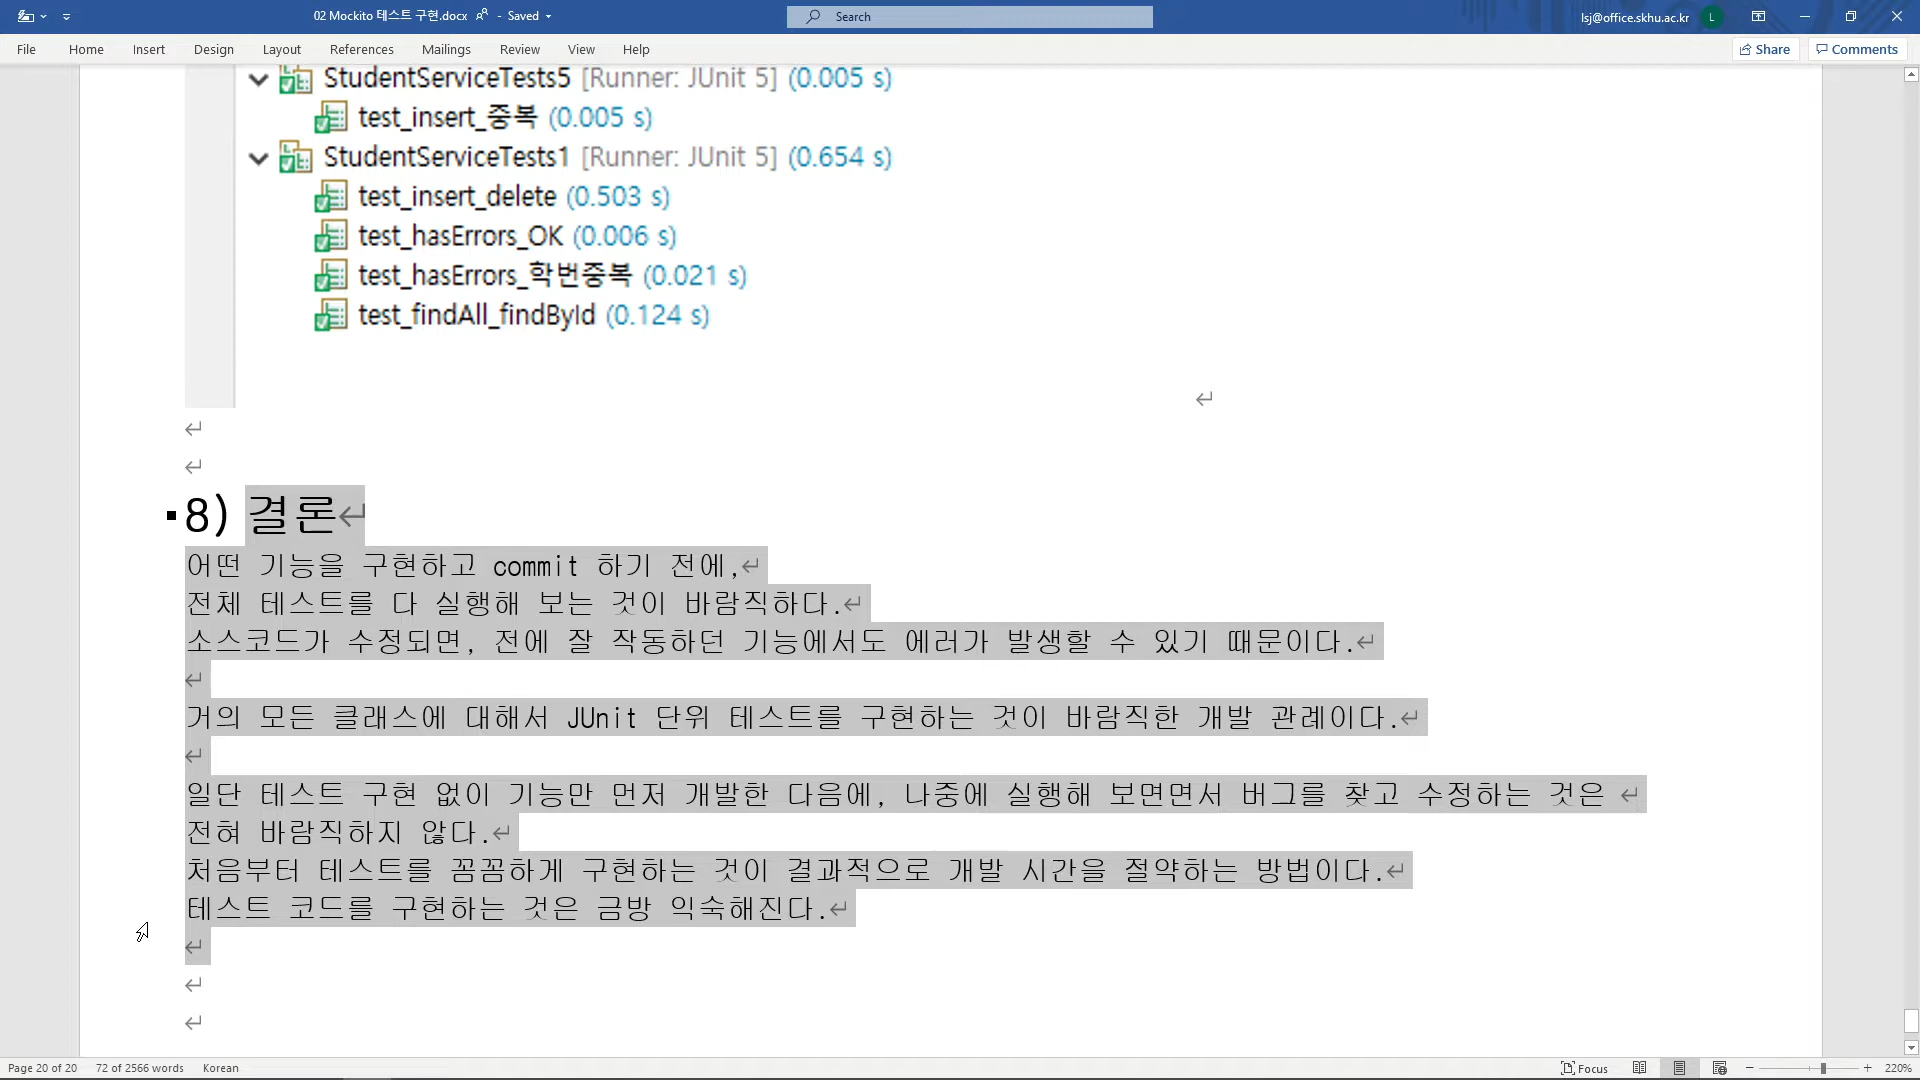 02 Mockito 테스트 구현.docx - Saved
Search
lsj@office.skhu.ac.kr L
File Home Insert Design Layout References Mailings Review View Help Share Comments
StudentServiceTests5 [Runner: JUnit 5] (0.005 s)
test_insert_중복 (0.005 s)
StudentServiceTests1 [Runner: JUnit 5] (0.654 s)
test_insert_delete (0.503 s)
test_hasErrors_OK (0.006 s)
test_hasErrors_학번중복 (0.021 s)
test_findAll_findById (0.124 s)
8) 결론
어떤 기능을 구현하고 commit 하기 전에,
전체 테스트를 다 실행해 보는 것이 바람직하다.
소스코드가 수정되면, 전에 잘 작동하던 기능에서도 에러가 발생할 수 있기 때문이다.
거의 모든 클래스에 대해서 JUnit 단위 테스트를 구현하는 것이 바람직한 개발 관례이다.
일단 테스트 구현 없이 기능만 먼저 개발한 다음에, 나중에 실행해 보면면서 버그를 찾고 수정하는 것은
전혀 바람직하지 않다.
처음부터 테스트를 꼼꼼하게 구현하는 것이 결과적으로 개발 시간을 절약하는 방법이다.
테스트 코드를 구현하는 것은 금방 익숙해진다.
Page 20 of 20 72 of 2566 words Korean Focus 220%